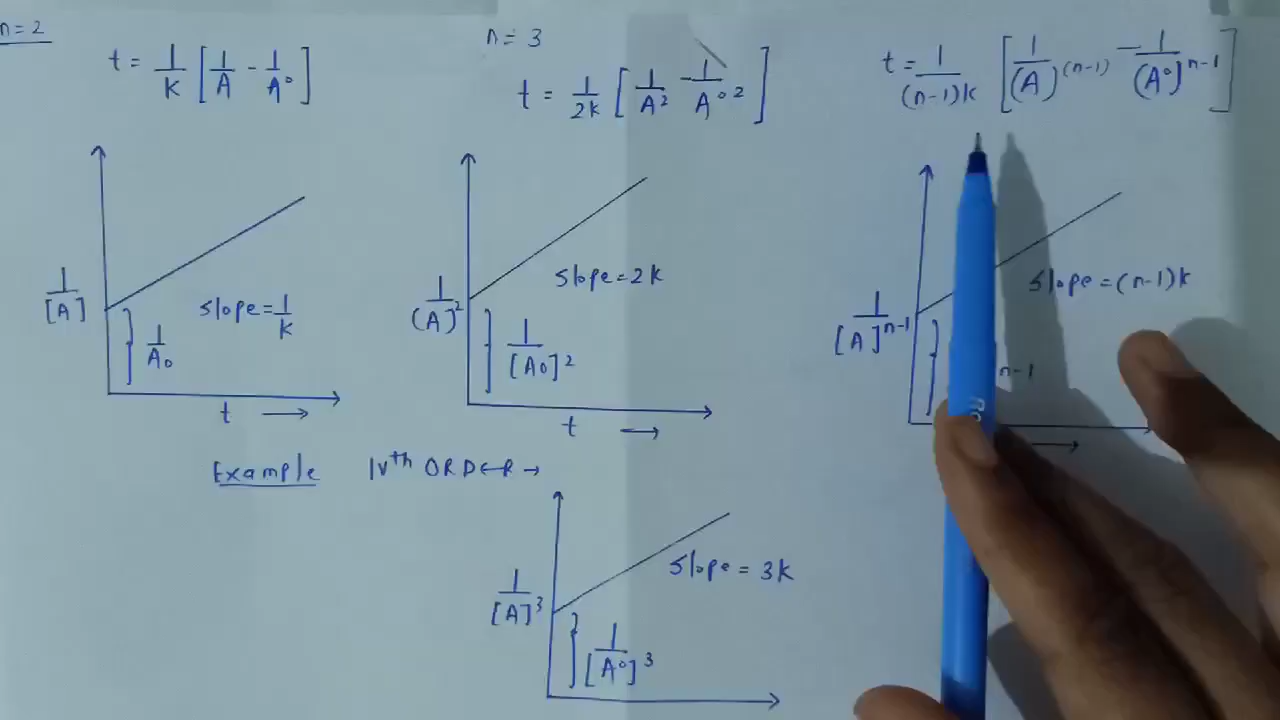 n=2
t = 1/K [1/A - 1/A°]
1/[A]
slope=1/k
1/A₀
t →
n= 3
t = 1/2k [1/A² - 1/A°²]
1/(A)²
slope=2k
1/[A₀]²
t →
t = 1/(n-1)k [1/(A)^(n-1) - 1/(A°)^n-1]
1/[A]^n-1
slope=(n-1)k
n-1
Example IVth ORDER →
1/[A]³
slope = 3k
1/[A°]³